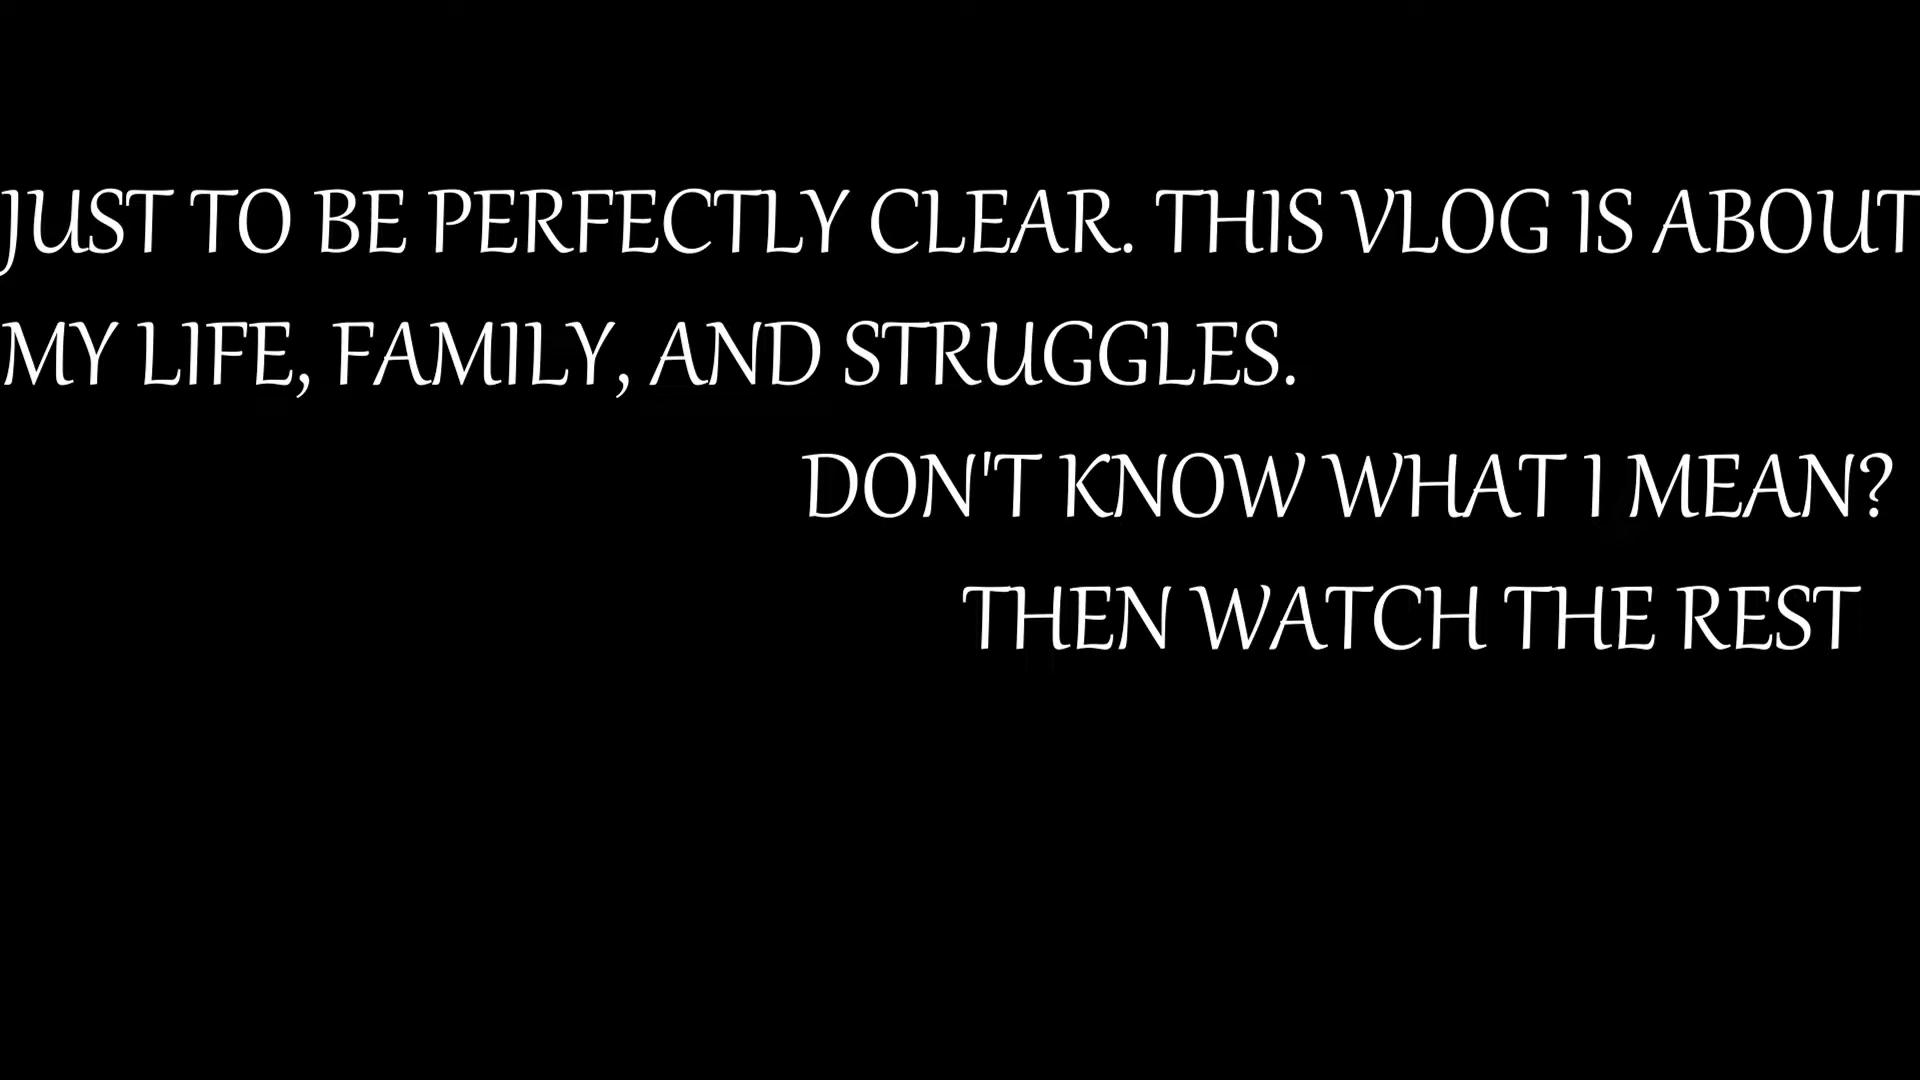 JUST TO BE PERFECTLY CLEAR. THIS VLOG IS ABOUT
MY LIFE, FAMILY, AND STRUGGLES.
DON'T KNOW WHAT I MEAN?
THEN WATCH THE REST